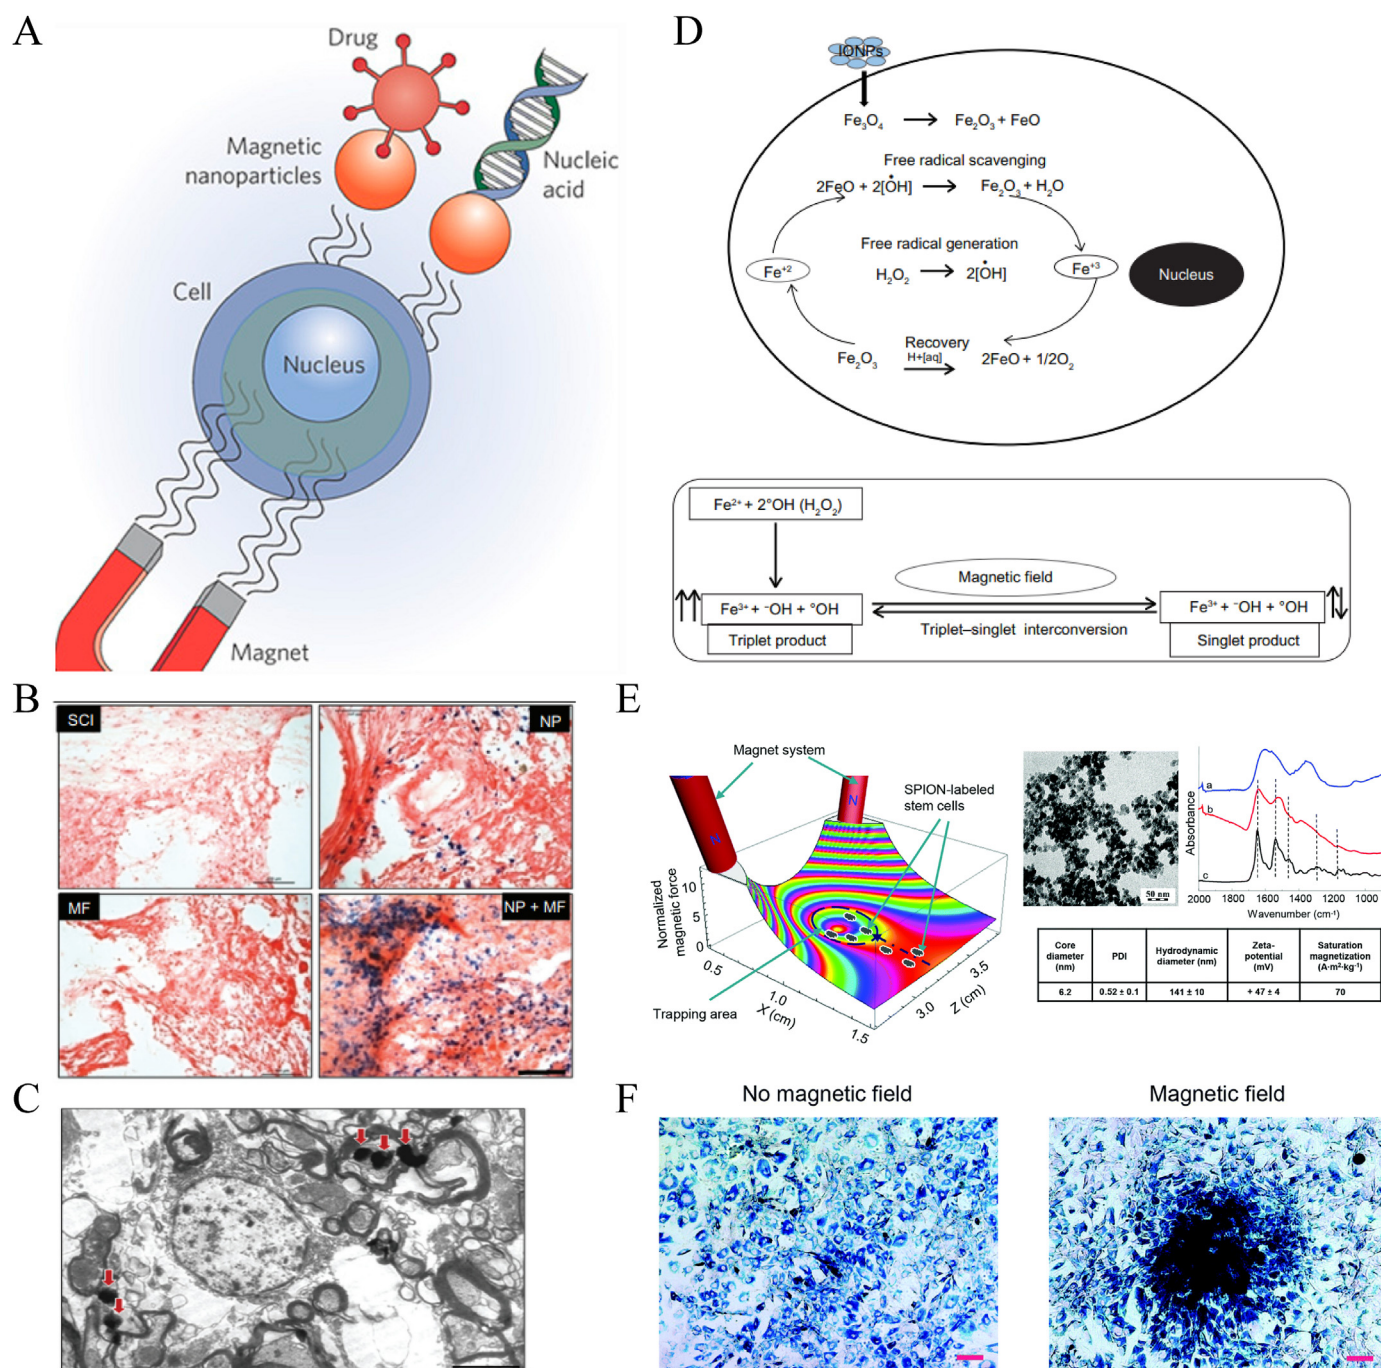 A
Drug
Magnetic
nanoparticles
Nucleic
acid
Cell
Nucleus
Magnet
B
SCI
NP
MF
NP + MF
C
D
IONPs
Fe₃O₄
Fe₂O₃ + FeO
Free radical scavenging
2FeO + 2[ȮH]
Fe₂O₃ + H₂O
Free radical generation
Fe⁺²
H₂O₂
2[ȮH]
Fe⁺³
Nucleus
Recovery
Fe₂O₃
H+[aq]
2FeO + 1/2O₂
Fe²⁺ + 2°OH (H₂O₂)
Magnetic field
Fe³⁺ + ⁻OH + °OH
Fe³⁺ + ⁻OH + °OH
Triplet–singlet interconversion
Triplet product
Singlet product
E
Magnet system
SPION-labeled
stem cells
N
Normalized
magnetic force
10
5
0
0.5
1.0
1.5
X (cm)
3.0
3.5
Z (cm)
Trapping area
50 nm
Absorbance
a
b
c
2000 1800 1600 1400 1200 1000
Wavenumber (cm⁻¹)
Core
diameter
(nm)
PDI
Hydrodynamic
diameter (nm)
Zeta-
potential
(mV)
Saturation
magnetization
(A·m²·kg⁻¹)
6.2
0.52 ± 0.1
141 ± 10
+ 47 ± 4
70
F
No magnetic field
Magnetic field